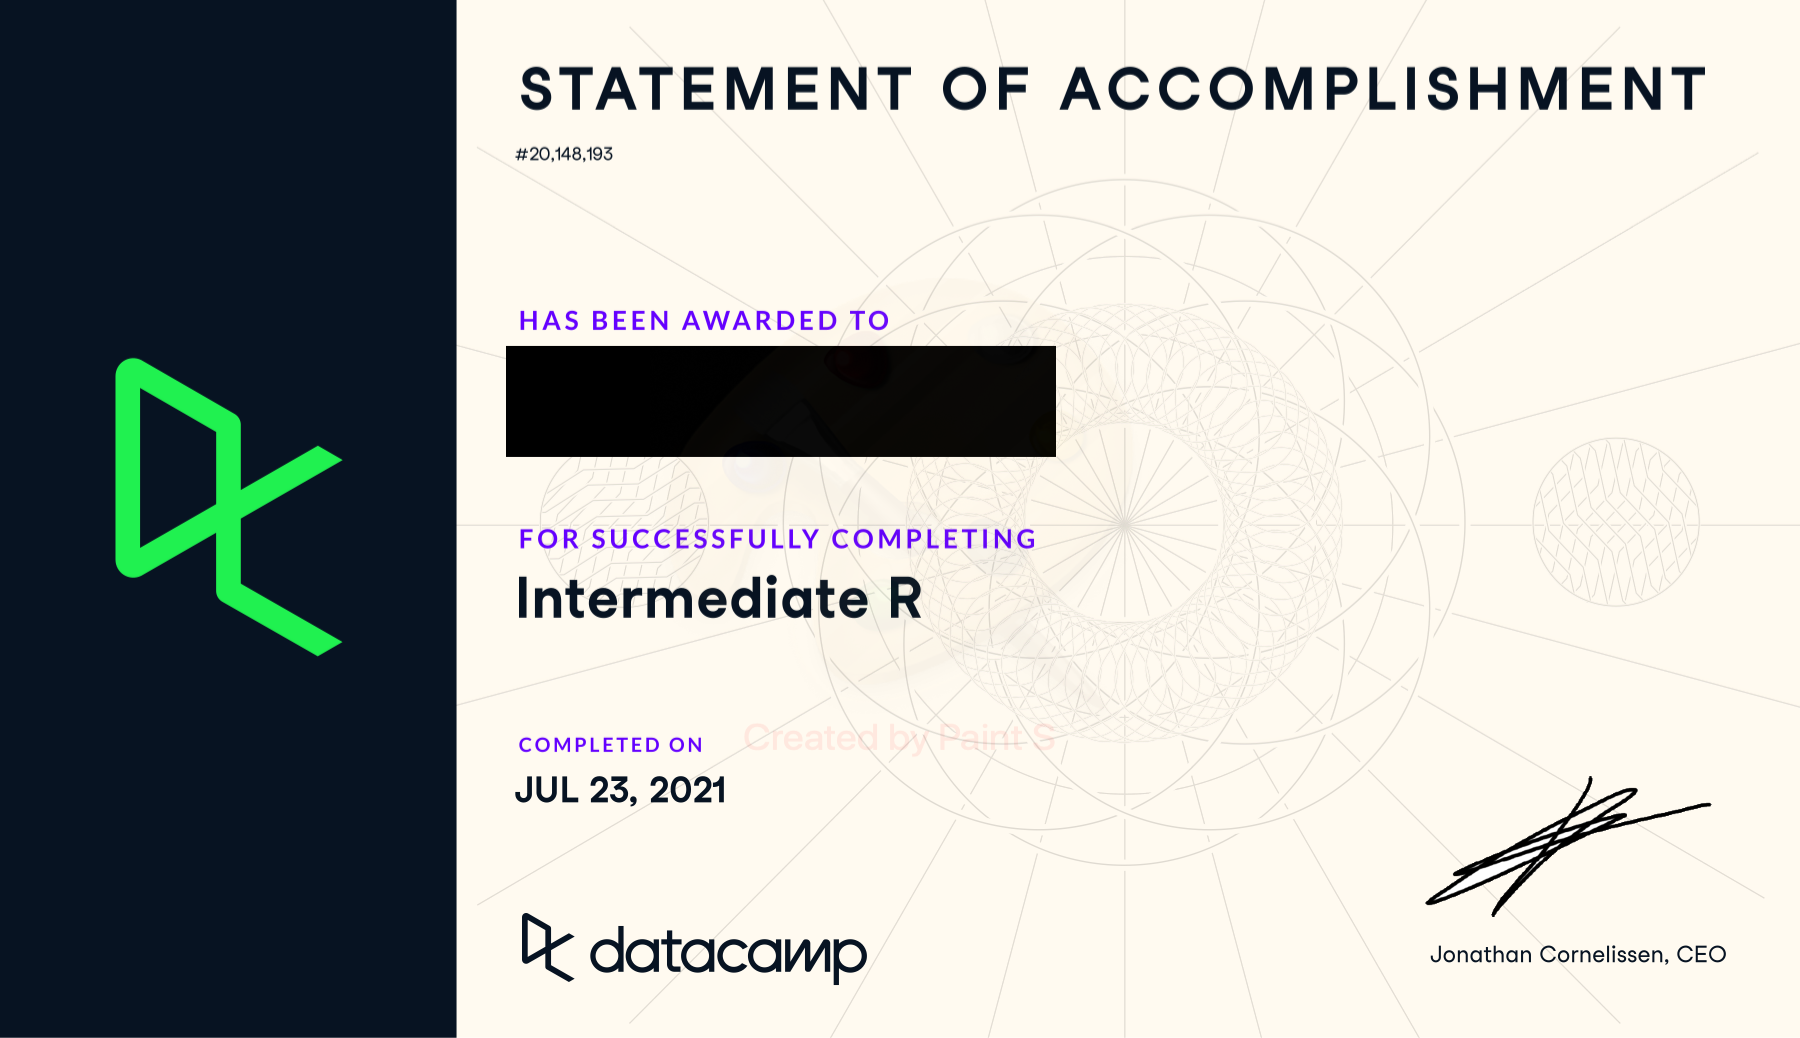 STATEMENT OF ACCOMPLISHMENT
#20,148,193
HAS BEEN AWARDED TO
FOR SUCCESSFULLY COMPLETING
Intermediate R
Created by Paint S
COMPLETED ON
JUL 23, 2021
datacamp
Jonathan Cornelissen, CEO